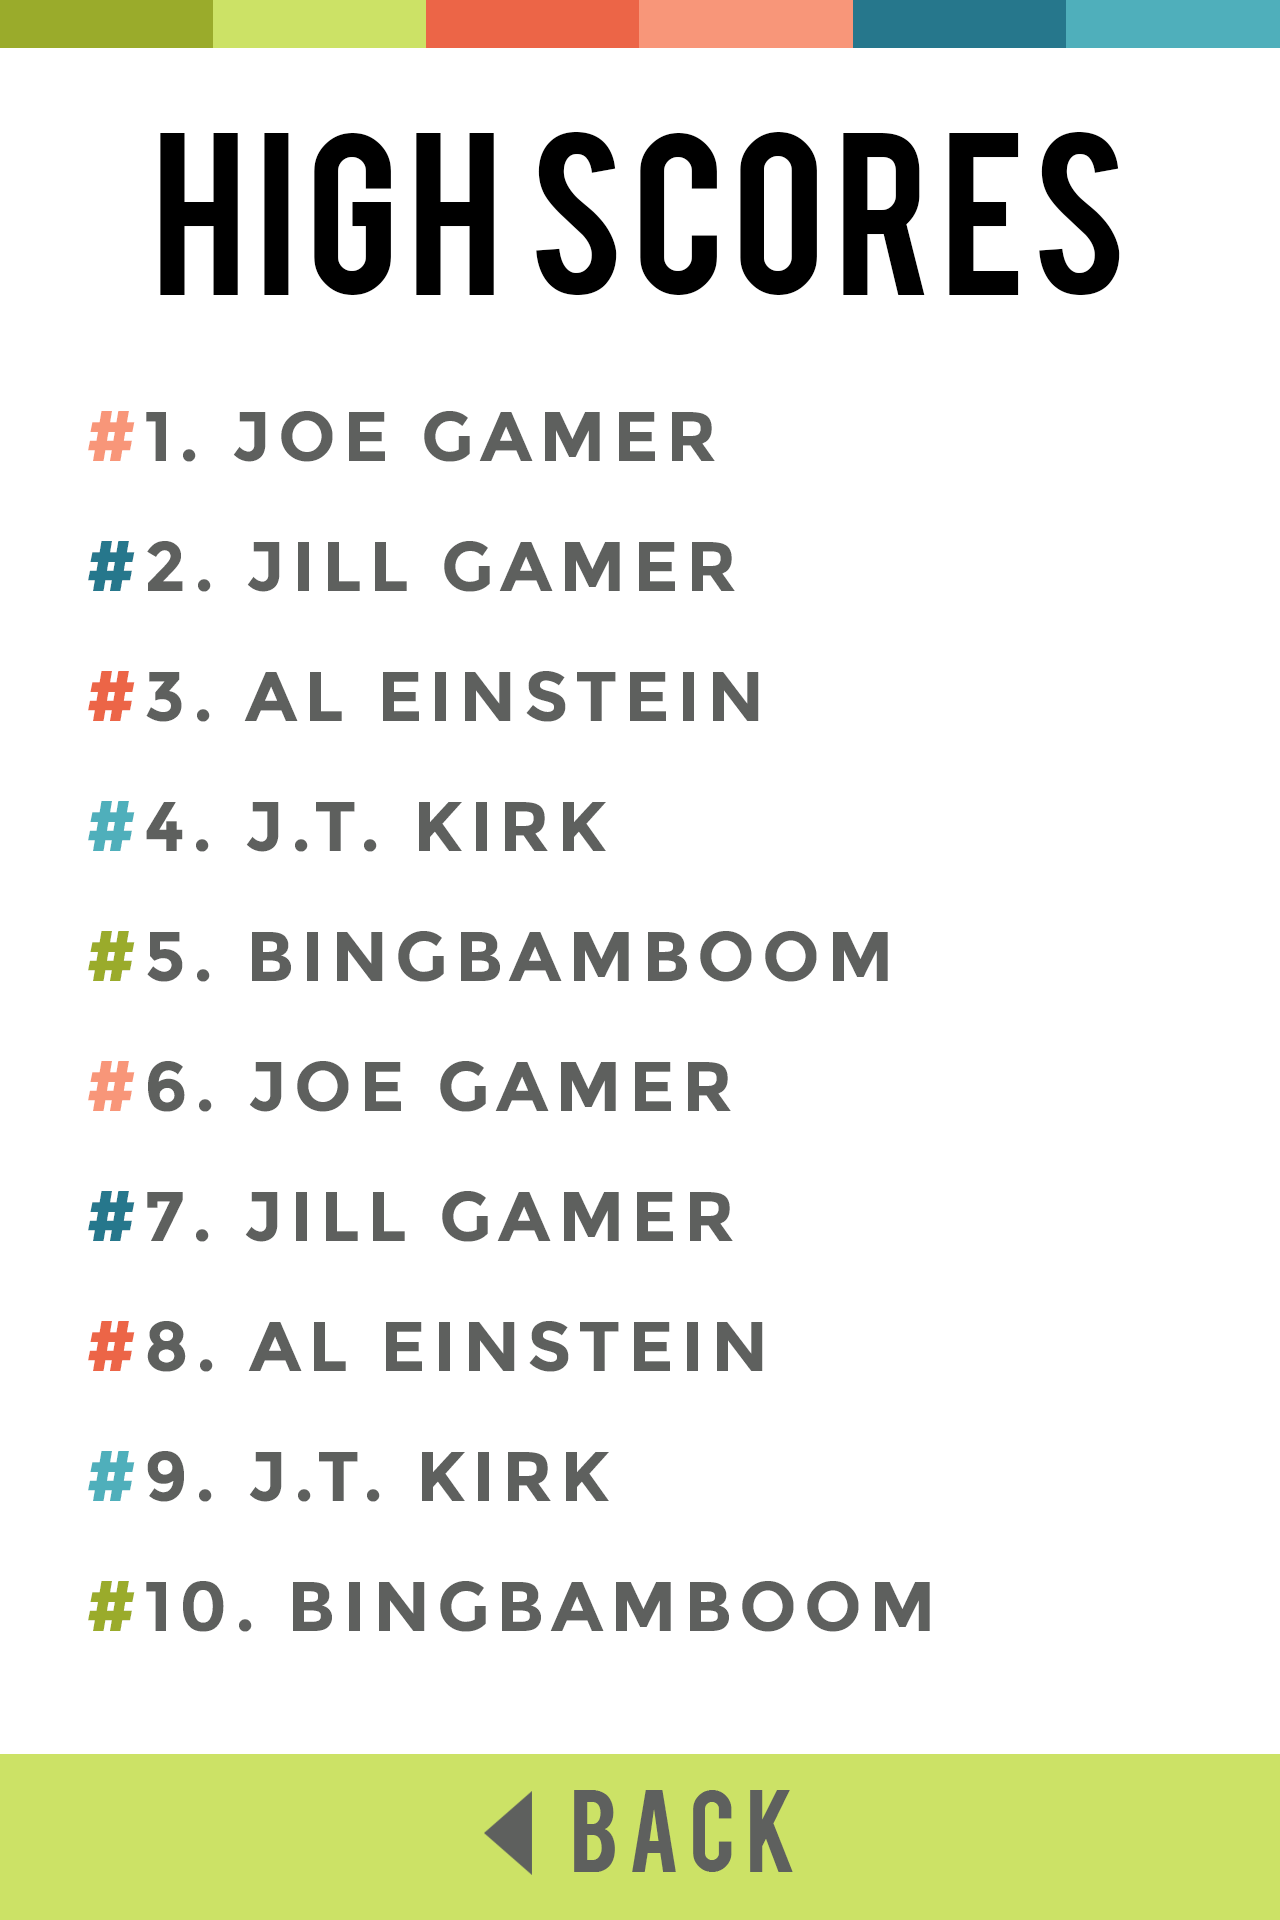 HIGH SCORES
#1. JOE GAMER
#2. JILL GAMER
#3. AL EINSTEIN
#4. J.T. KIRK
#5. BINGBAMBOOM
#6. JOE GAMER
#7. JILL GAMER
#8. AL EINSTEIN
#9. J.T. KIRK
#10. BINGBAMBOOM
BACK